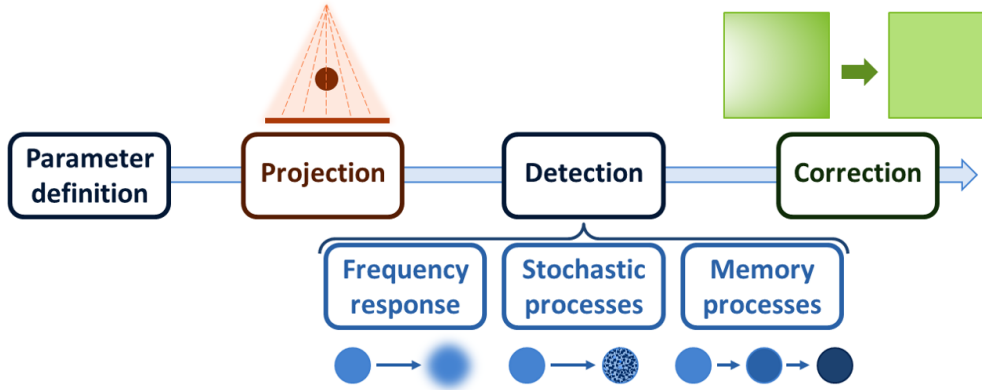 Parameter
definition
Projection
Detection
Correction
Frequency
response
Stochastic
processes
Memory
processes